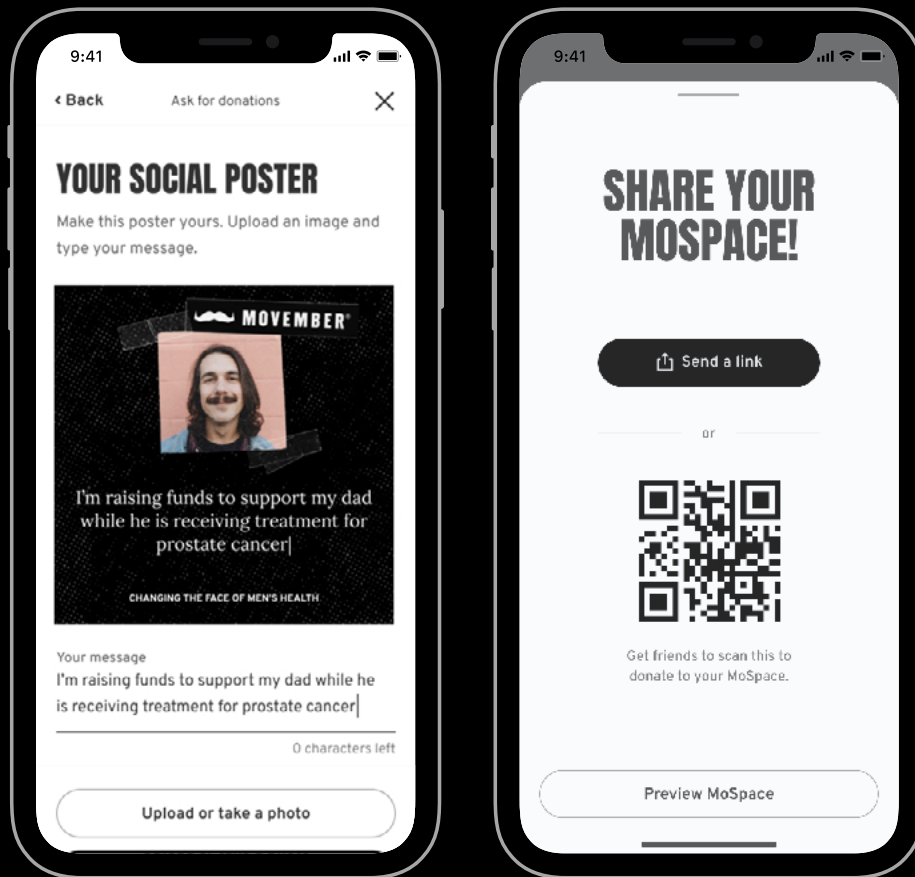 9:41
‹ Back
Ask for donations
YOUR SOCIAL POSTER
Make this poster yours. Upload an image and
type your message.
MOVEMBER®
I'm raising funds to support my dad
while he is receiving treatment for
prostate cancer
CHANGING THE FACE OF MEN'S HEALTH
Your message
I'm raising funds to support my dad while he
is receiving treatment for prostate cancer
0 characters left
Upload or take a photo
9:41
SHARE YOUR
MOSPACE!
Send a link
or
Get friends to scan this to
donate to your MoSpace.
Preview MoSpace